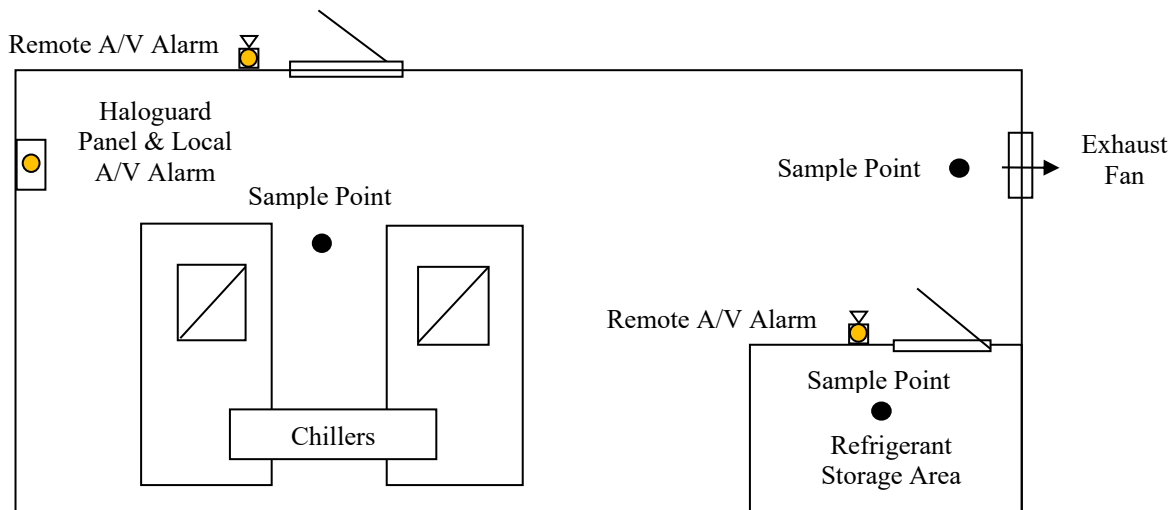 Remote A/V Alarm
Haloguard
Panel & Local
A/V Alarm
Sample Point
Sample Point
Exhaust
Fan
Remote A/V Alarm
Sample Point
Refrigerant
Storage Area
Chillers